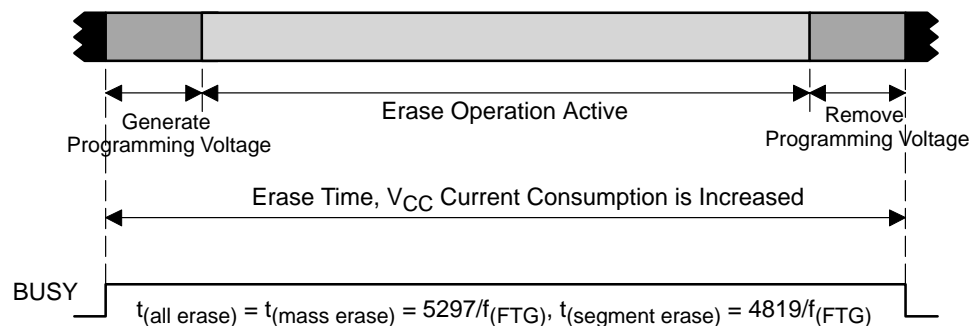 Generate
Programming Voltage
Erase Operation Active
Remove
Programming Voltage
Erase Time, VCC Current Consumption is Increased
BUSY
t(all erase) = t(mass erase) = 5297/f(FTG), t(segment erase) = 4819/f(FTG)